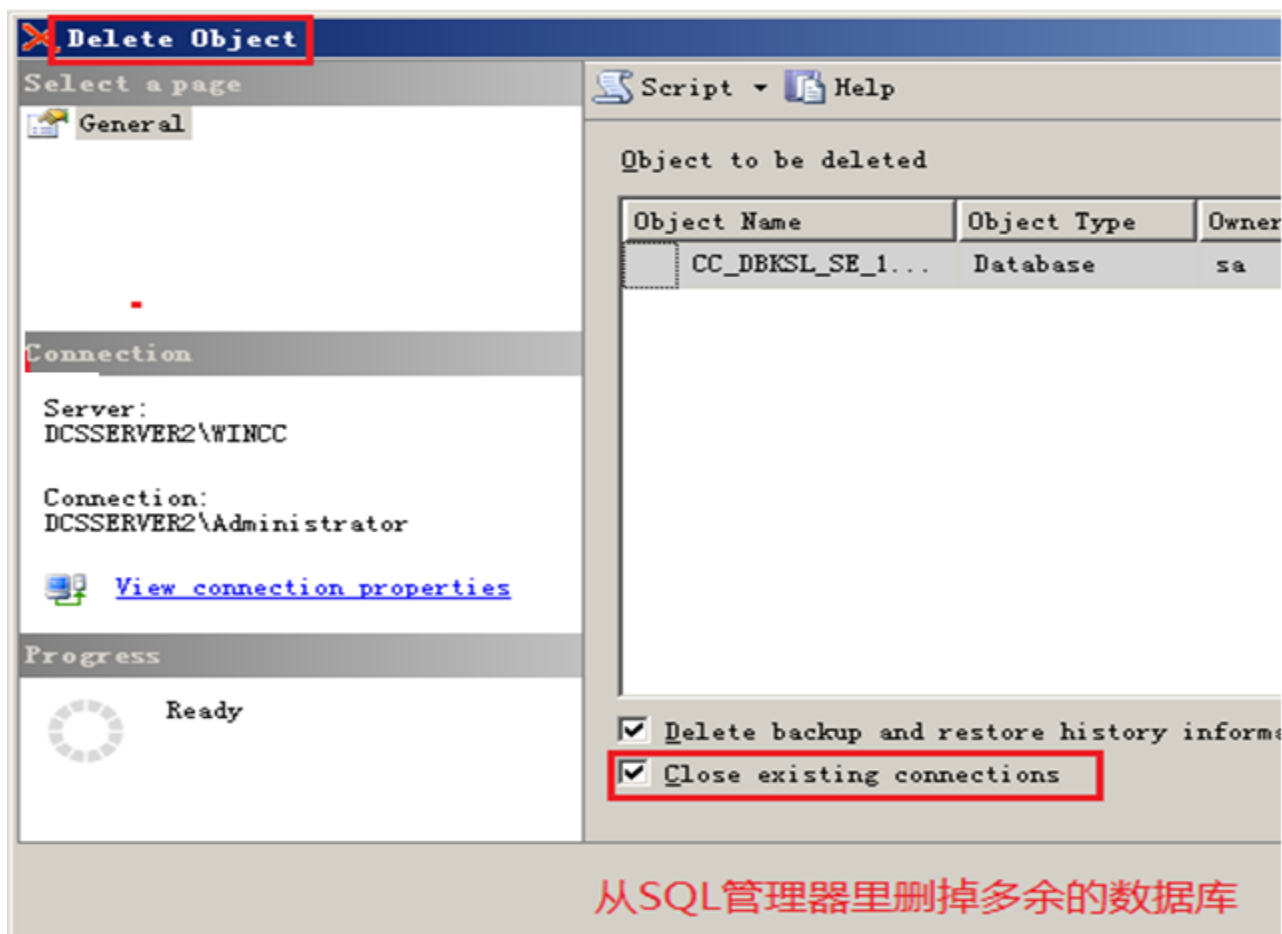 Delete Object
Select a page
General
Script
Help
Object to be deleted
Object Name Object Type Owner
CC_DBKSL_SE_1... Database sa
Connection
Server:
DCSSERVER2\WINCC
Connection:
DCSSERVER2\Administrator
View connection properties
Progress
Ready
Delete backup and restore history informa
Close existing connections
从SQL管理器里删掉多余的数据库